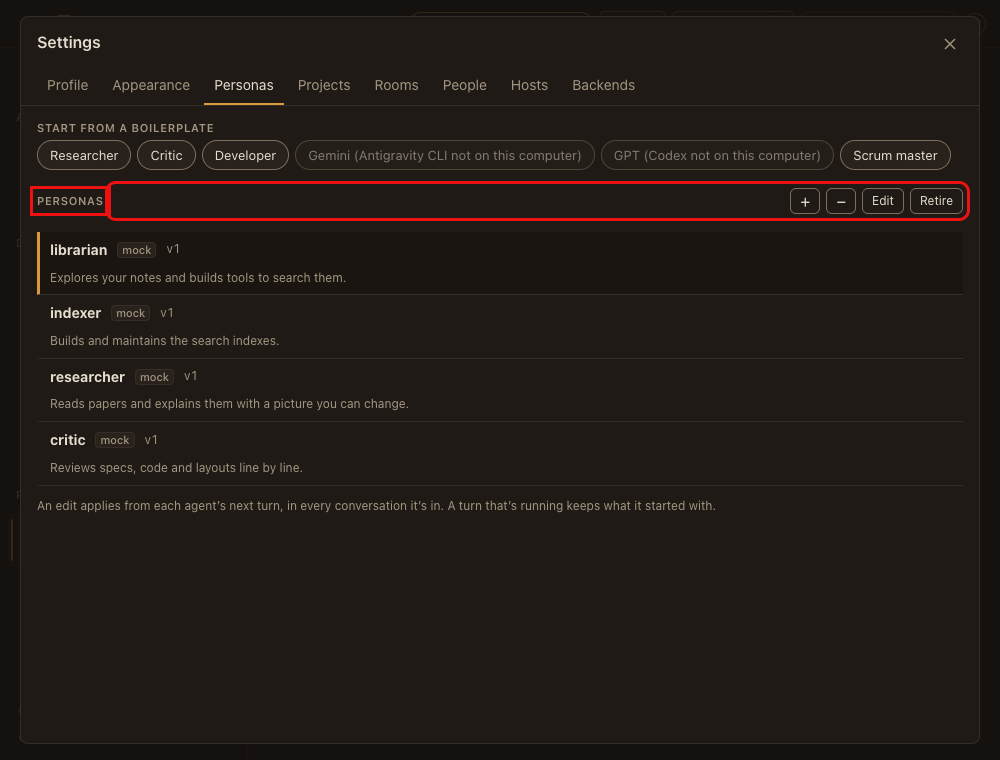 Settings
Profile Appearance Personas Projects Rooms People Hosts Backends
START FROM A BOILERPLATE
Researcher Critic Developer Gemini (Antigravity CLI not on this computer) GPT (Codex not on this computer) Scrum master
PERSONAS + − Edit Retire
librarian mock v1
Explores your notes and builds tools to search them.
indexer mock v1
Builds and maintains the search indexes.
researcher mock v1
Reads papers and explains them with a picture you can change.
critic mock v1
Reviews specs, code and layouts line by line.
An edit applies from each agent's next turn, in every conversation it's in. A turn that's running keeps what it started with.